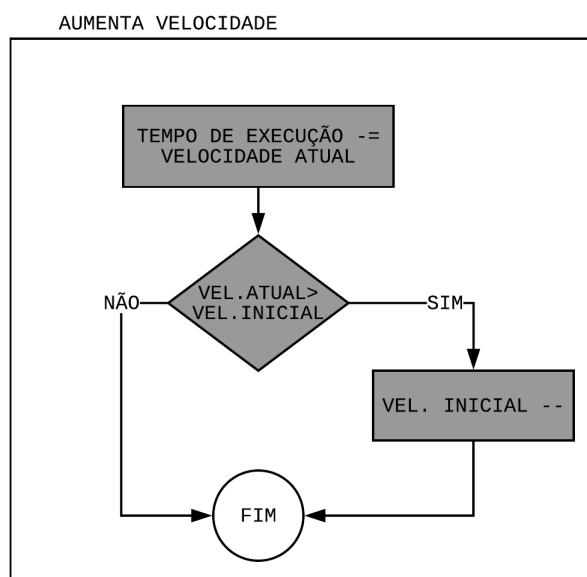 AUMENTA VELOCIDADE
TEMPO DE EXECUÇÃO -=
VELOCIDADE ATUAL
VEL.ATUAL>
VEL.INICIAL
NÃO
SIM
VEL. INICIAL --
FIM